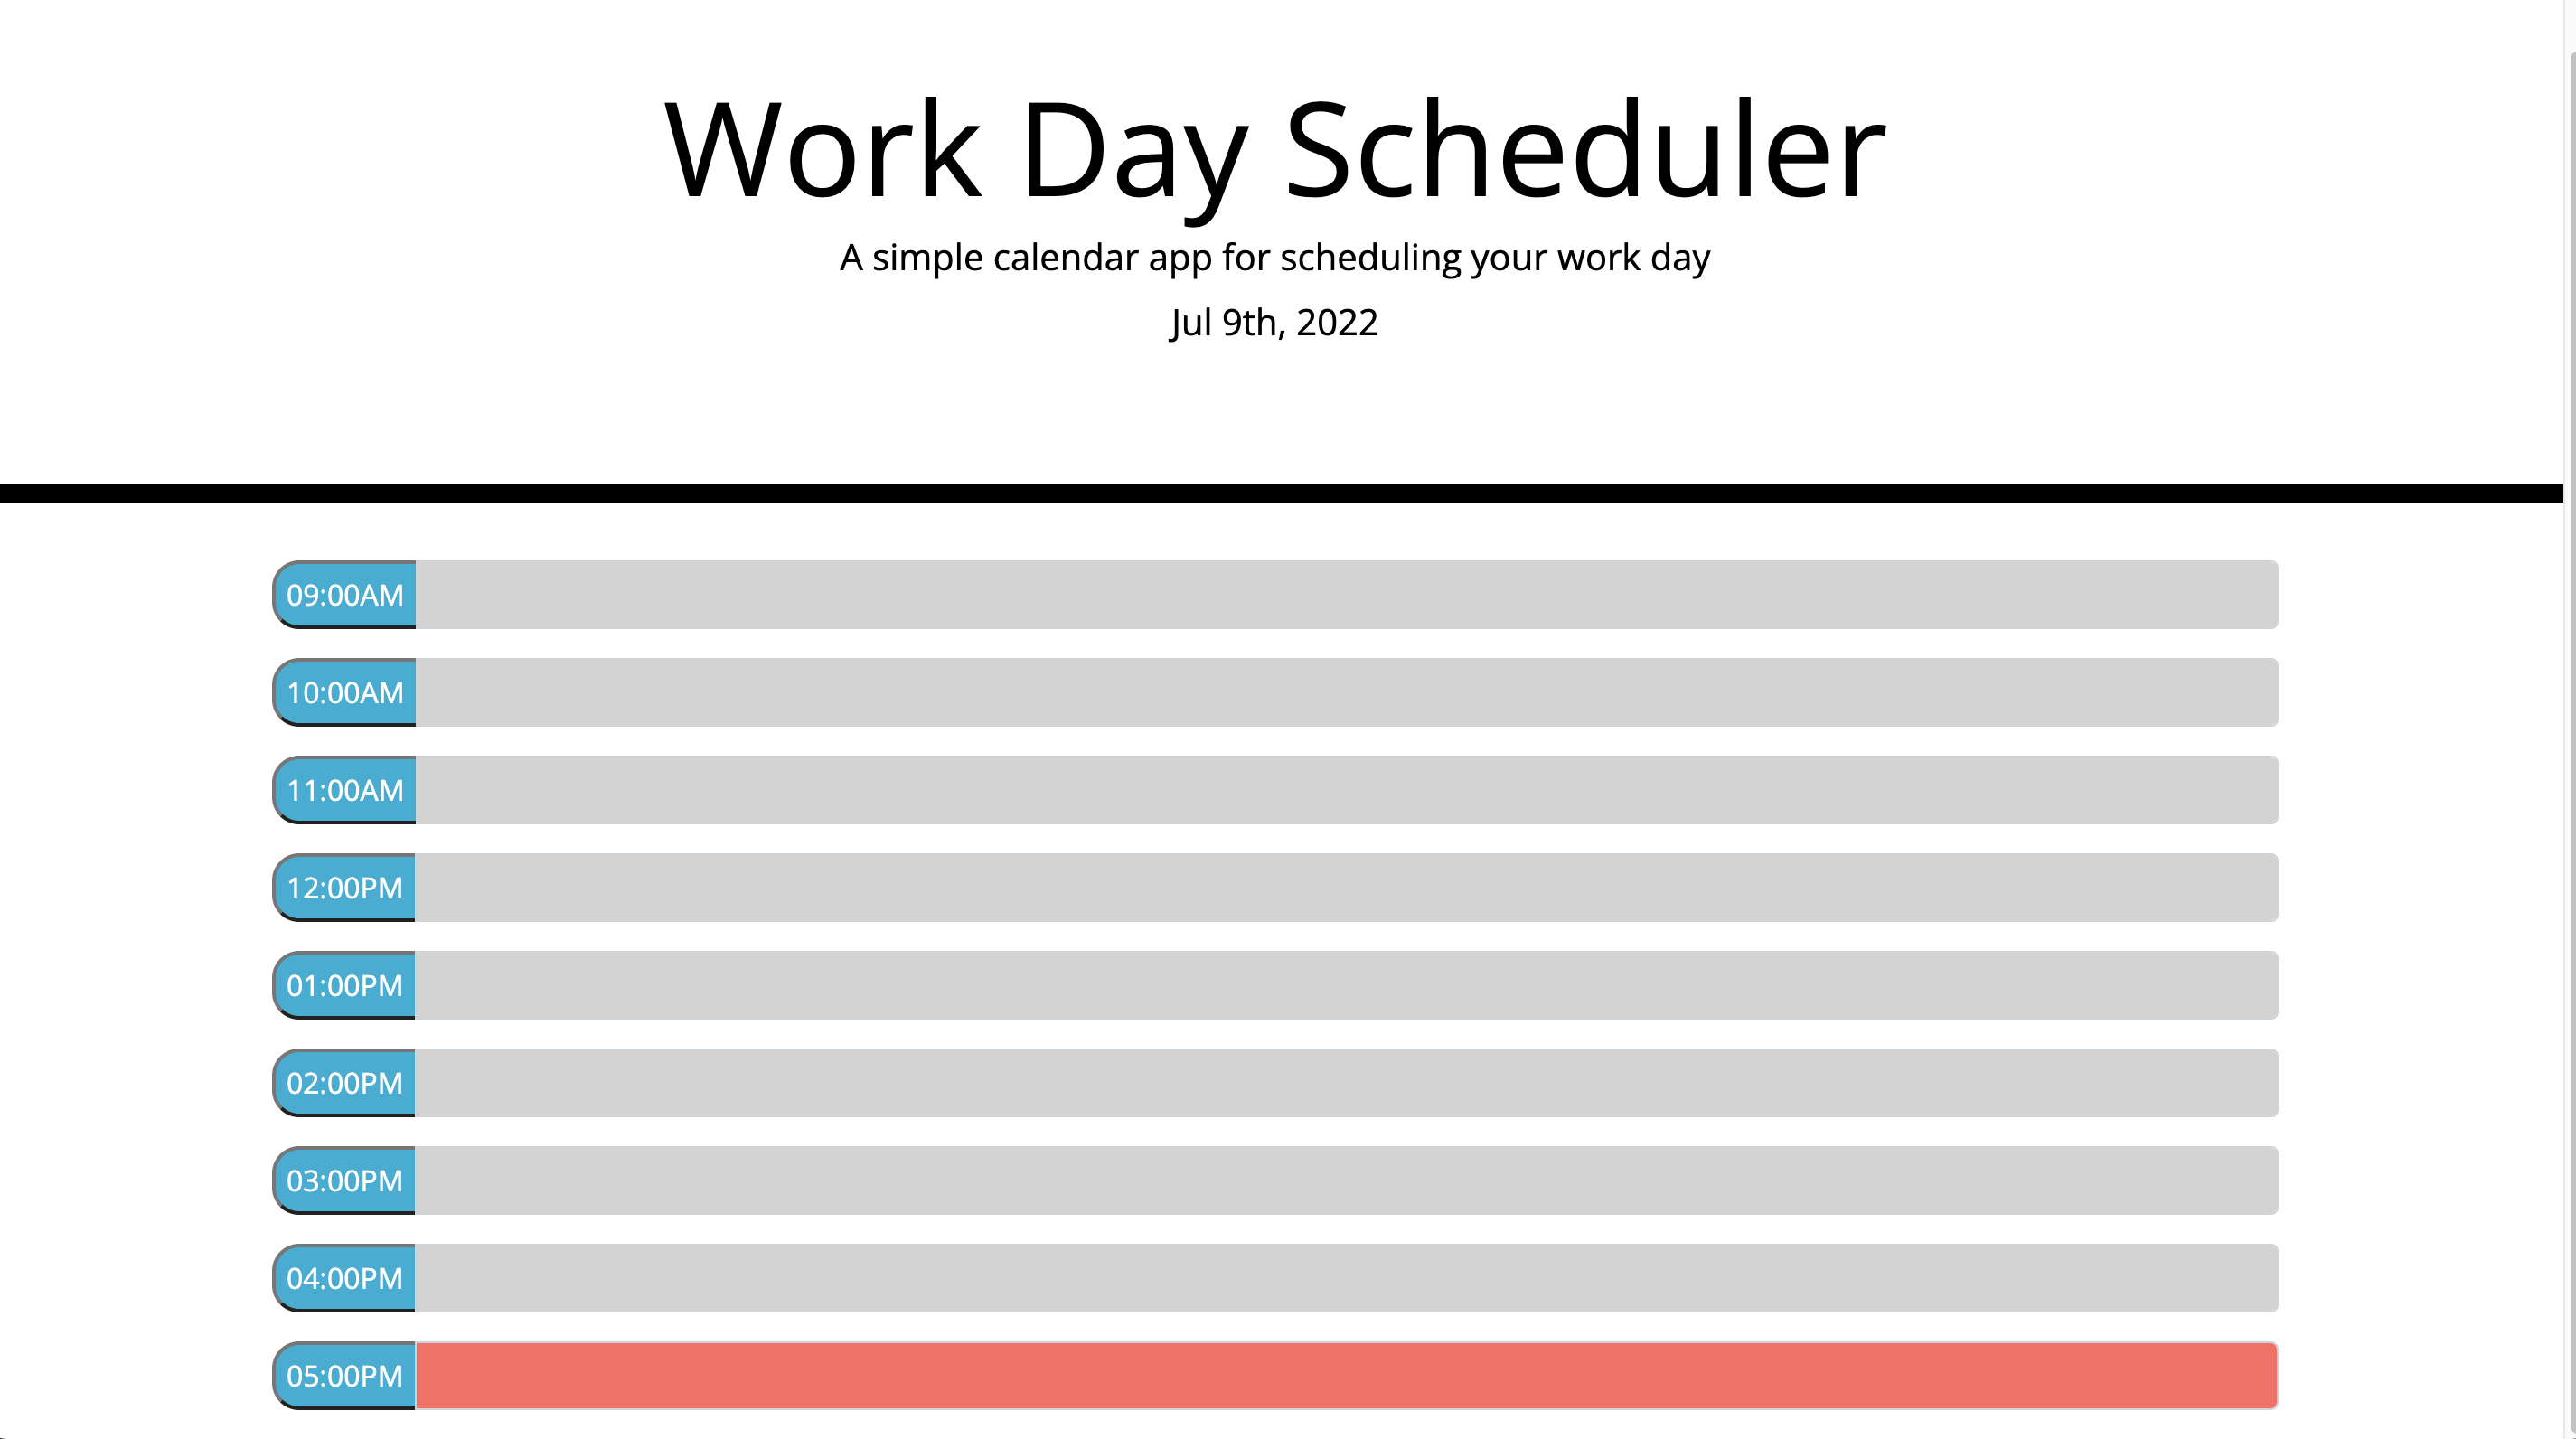 Work Day Scheduler
A simple calendar app for scheduling your work day
Jul 9th, 2022
09:00AM
10:00AM
11:00AM
12:00PM
01:00PM
02:00PM
03:00PM
04:00PM
05:00PM